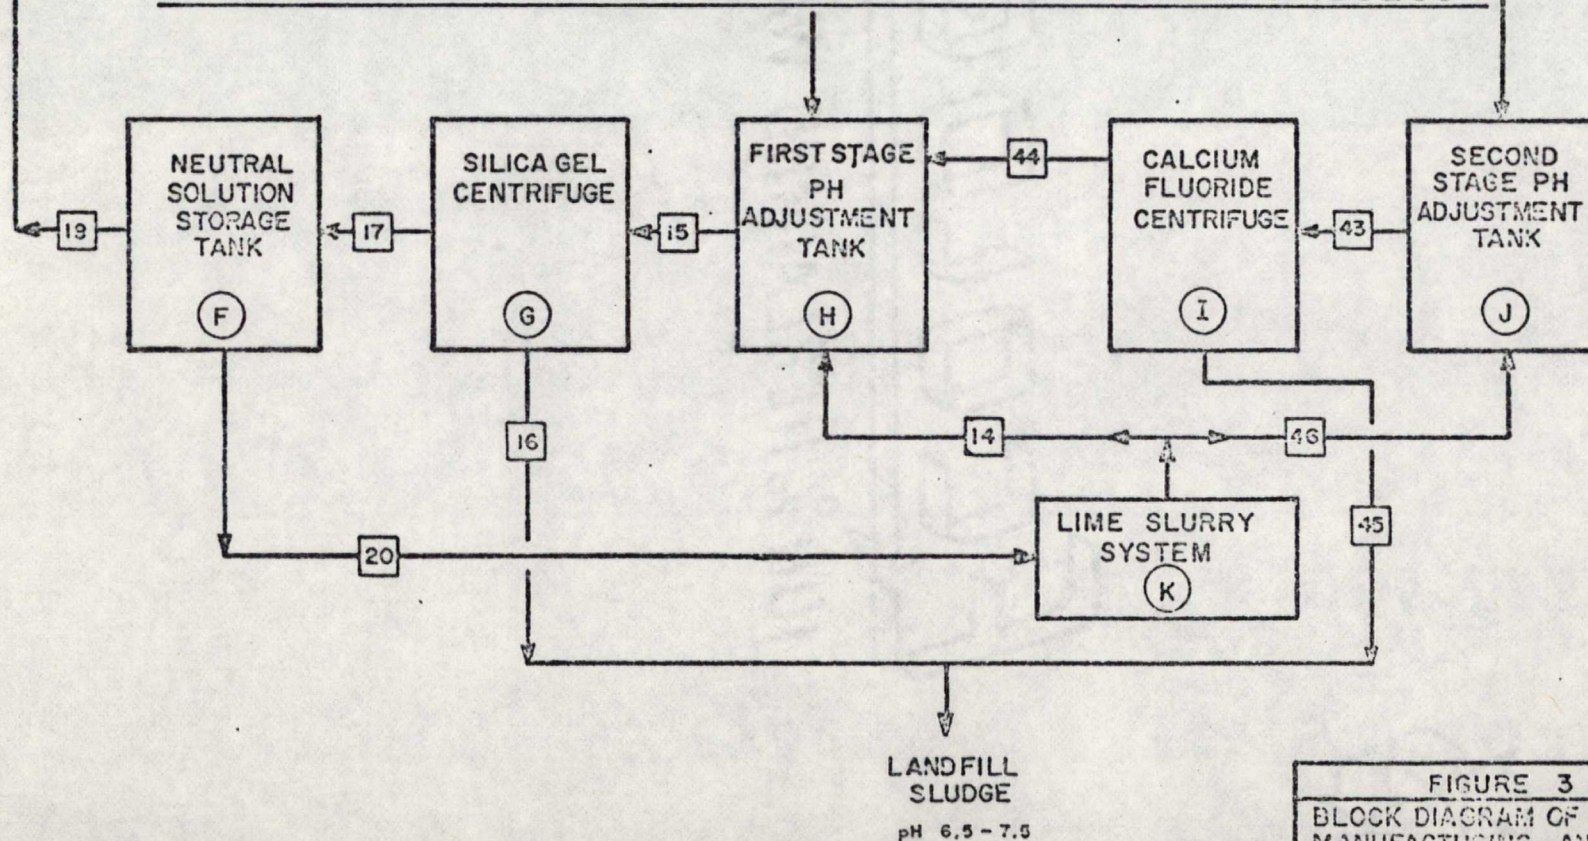 NEUTRAL
SOLUTION
STORAGE
TANK
F
SILICA GEL
CENTRIFUGE
G
FIRST STAGE
PH
ADJUSTMENT
TANK
H
CALCIUM
FLUORIDE
CENTRIFUGE
I
SECOND
STAGE PH
ADJUSTMENT
TANK
J
19
17
15
44
43
16
14
46
45
20
LIME SLURRY
SYSTEM
K
LANDFILL
SLUDGE
pH 6.5 - 7.5
FIGURE 3
BLOCK DIAGRAM OF